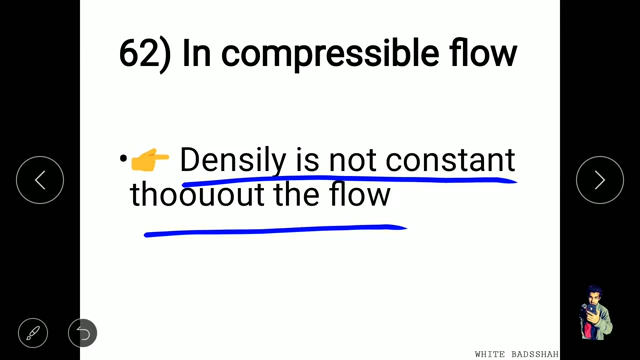 62) In compressible flow
•👉 Densily is not constant
thoouout the flow
WHITE BADSSHAH